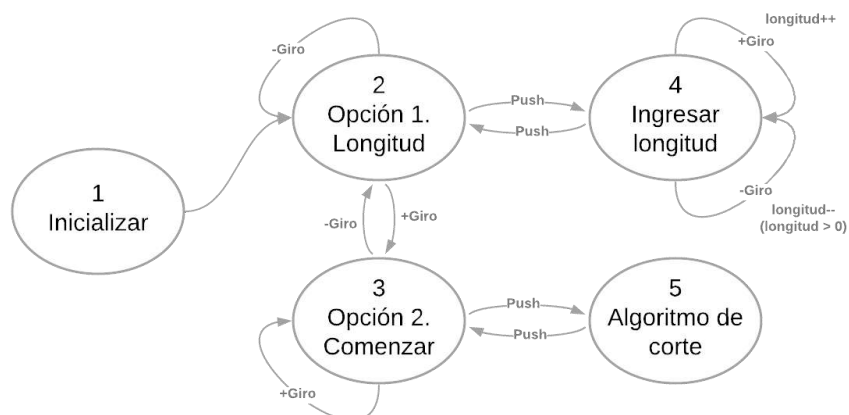 1
Inicializar
-Giro
2
Opción 1.
Longitud
Push
Push
4
Ingresar
longitud
longitud++
+Giro
-Giro
longitud--
(longitud > 0)
-Giro
+Giro
3
Opción 2.
Comenzar
+Giro
Push
Push
5
Algoritmo de
corte